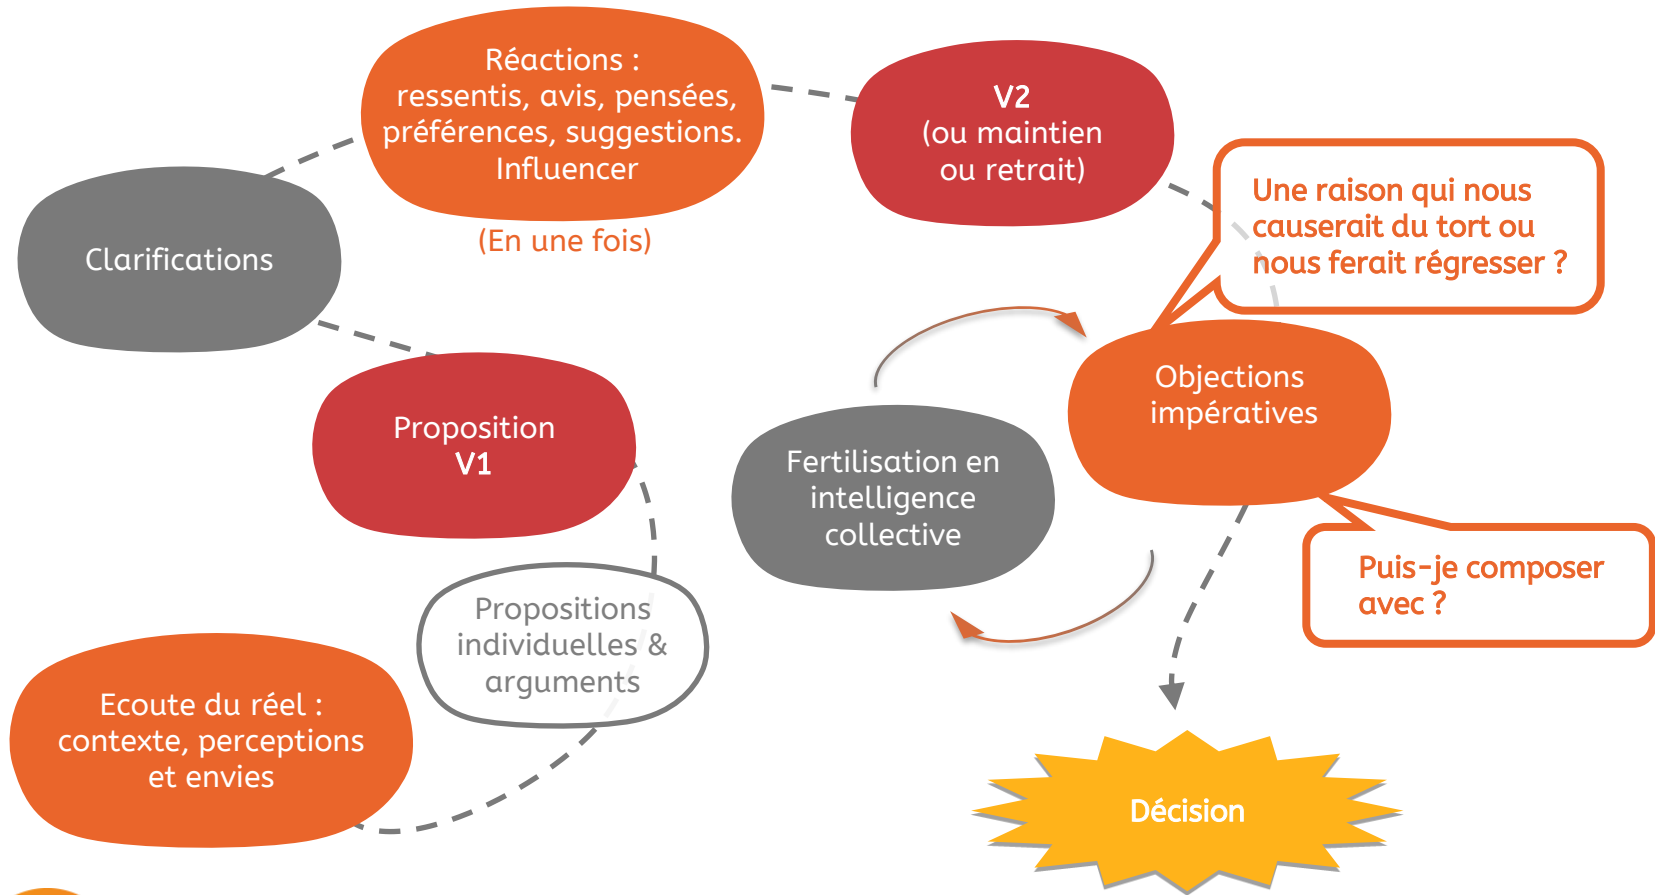 Réactions :
ressentis, avis, pensées,
préférences, suggestions.
Influencer
(En une fois)
V2
(ou maintien
ou retrait)
Une raison qui nous
causerait du tort ou
nous ferait régresser ?
Clarifications
Proposition
V1
Objections
impératives
Fertilisation en
intelligence
collective
Puis-je composer
avec ?
Propositions
individuelles &
arguments
Ecoute du réel :
contexte, perceptions
et envies
Décision